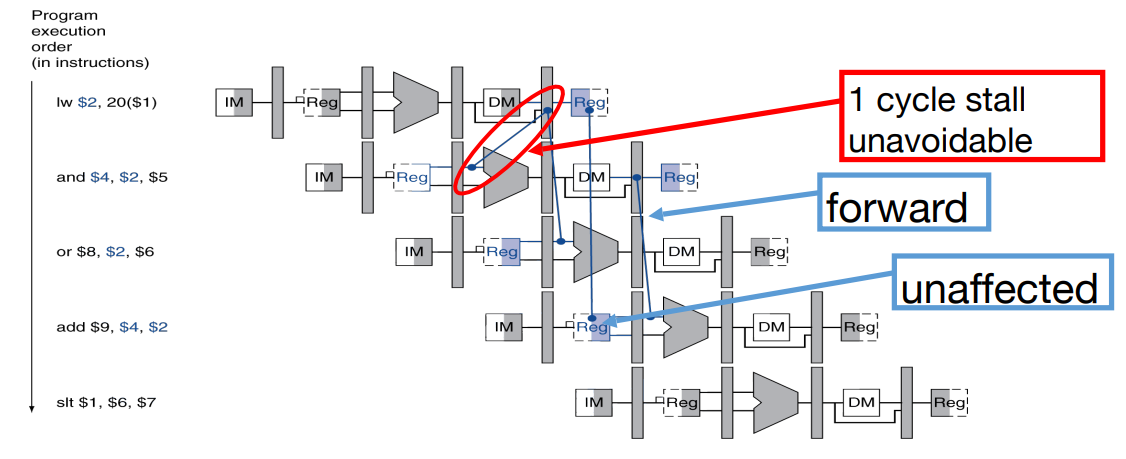 Program
execution
order
(in instructions)
lw $2, 20($1)
IM
Reg
DM
Reg
1 cycle stall
unavoidable
and $4, $2, $5
IM
Reg
DM
Reg
forward
or $8, $2, $6
IM
Reg
DM
Reg
unaffected
add $9, $4, $2
IM
Reg
DM
Reg
slt $1, $6, $7
IM
Reg
DM
Reg